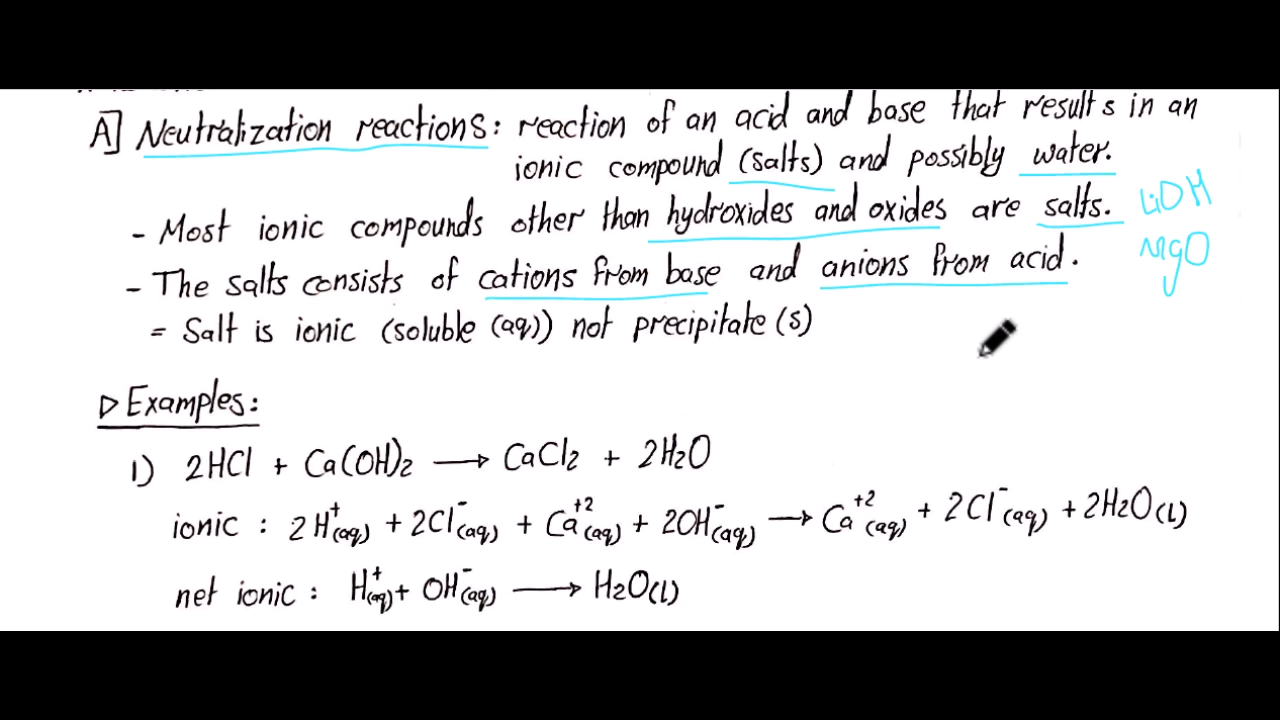 A] Neutralization reactions: reaction of an acid and base that results in an
ionic compound (salts) and possibly water.
- Most ionic compounds other than hydroxides and oxides are salts. LiOH
- The salts consists of cations from base and anions from acid. MgO
= Salt is ionic (soluble (aq)) not precipitate (s)
▷ Examples:
1) 2HCl + Ca(OH)₂ → CaCl₂ + 2H₂O
ionic : 2H⁺(aq) + 2Cl⁻(aq) + Ca⁺²(aq) + 2OH⁻(aq) → Ca⁺²(aq) + 2Cl⁻(aq) + 2H₂O(l)
net ionic : H⁺(aq) + OH⁻(aq) → H₂O(l)